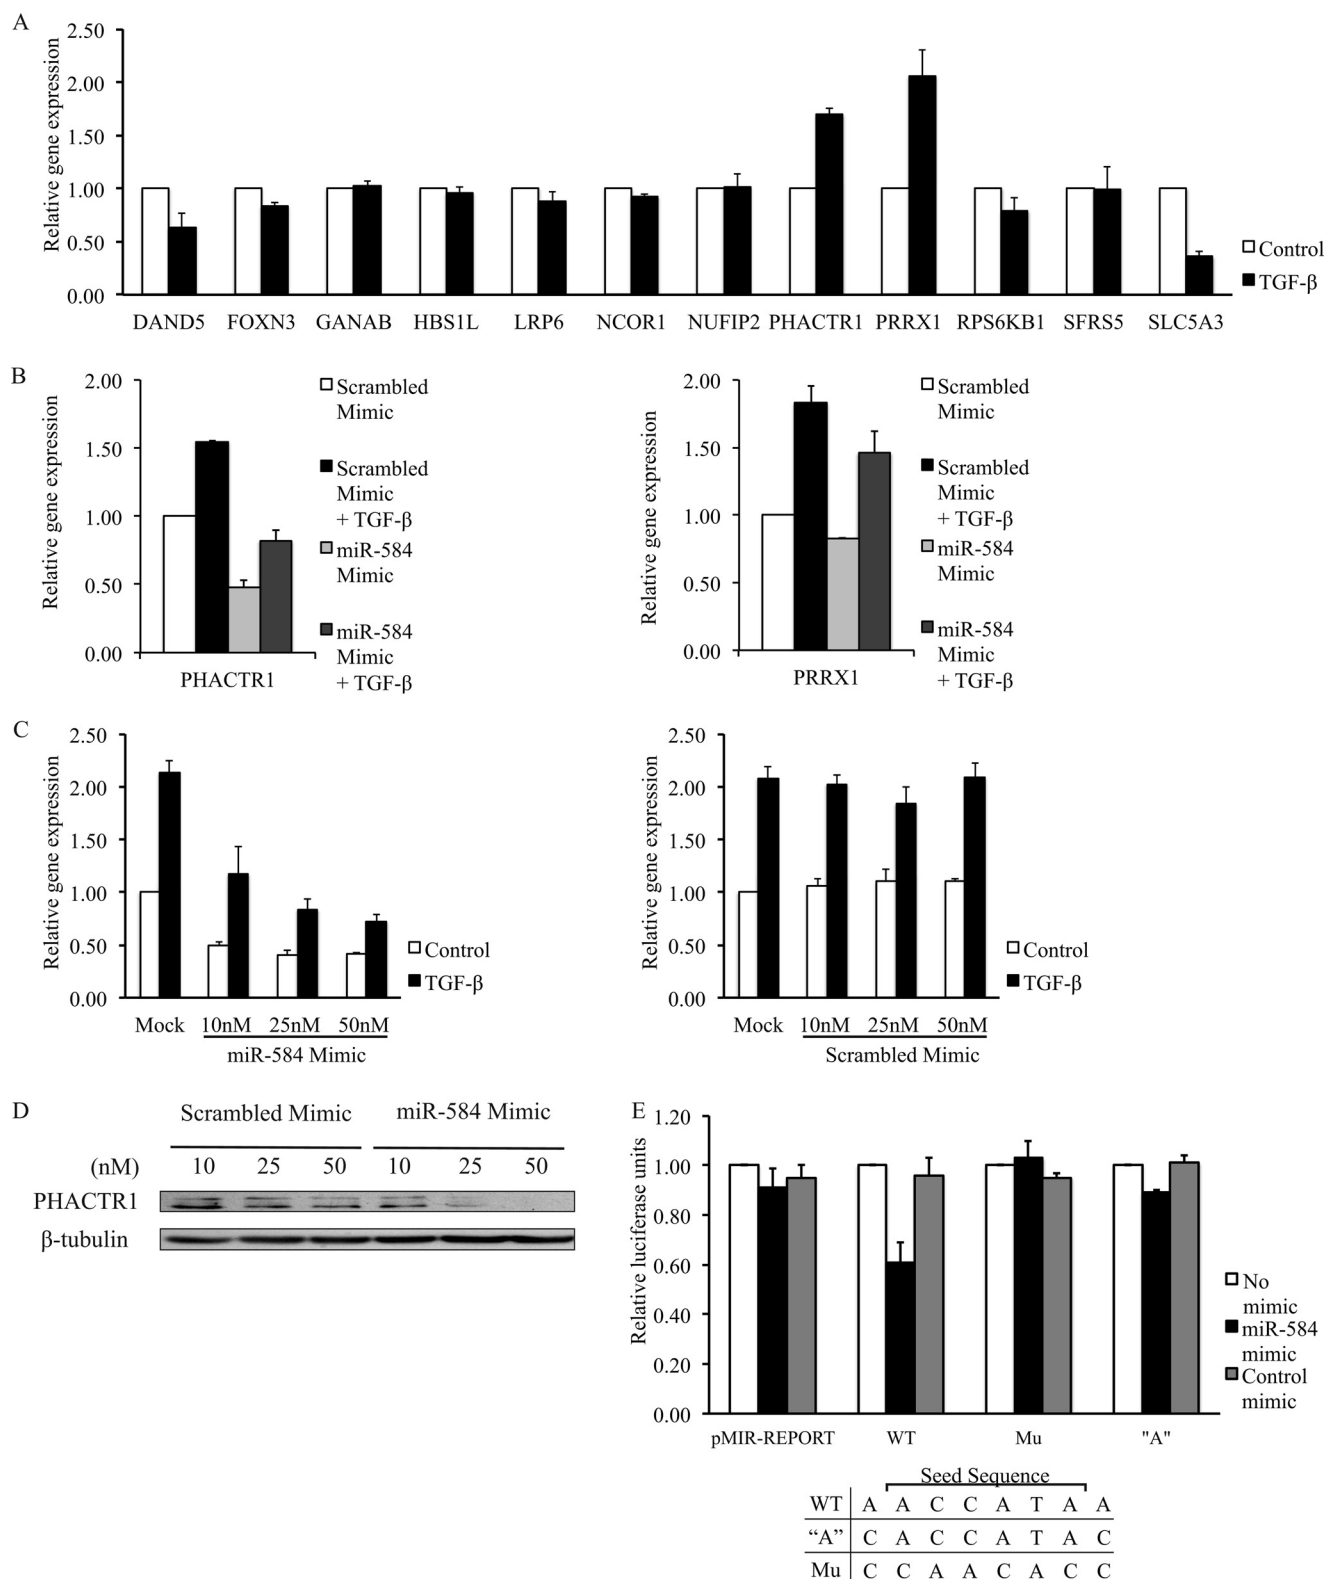 A
Relative gene expression
2.50
2.00
1.50
1.00
0.50
0.00
DAND5 FOXN3 GANAB HBS1L LRP6 NCOR1 NUFIP2 PHACTR1 PRRX1 RPS6KB1 SFRS5 SLC5A3
Control
TGF-β
B
Relative gene expression
2.00
1.50
1.00
0.50
0.00
PHACTR1
Scrambled
Mimic
Scrambled
Mimic
+ TGF-β
miR-584
Mimic
miR-584
Mimic
+ TGF-β
Relative gene expression
2.00
1.50
1.00
0.50
0.00
PRRX1
Scrambled
Mimic
Scrambled
Mimic
+ TGF-β
miR-584
Mimic
miR-584
Mimic
+ TGF-β
C
Relative gene expression
2.50
2.00
1.50
1.00
0.50
0.00
Mock 10nM 25nM 50nM
miR-584 Mimic
Control
TGF-β
Relative gene expression
2.50
2.00
1.50
1.00
0.50
0.00
Mock 10nM 25nM 50nM
Scrambled Mimic
Control
TGF-β
D
Scrambled Mimic miR-584 Mimic
(nM) 10 25 50 10 25 50
PHACTR1
β-tubulin
E
Relative luciferase units
1.20
1.00
0.80
0.60
0.40
0.20
0.00
pMIR-REPORT WT Mu "A"
No
mimic
miR-584
mimic
Control
mimic
Seed Sequence
WT A A C C A T A A
“A” C A C C A T A C
Mu C C A A C A C C